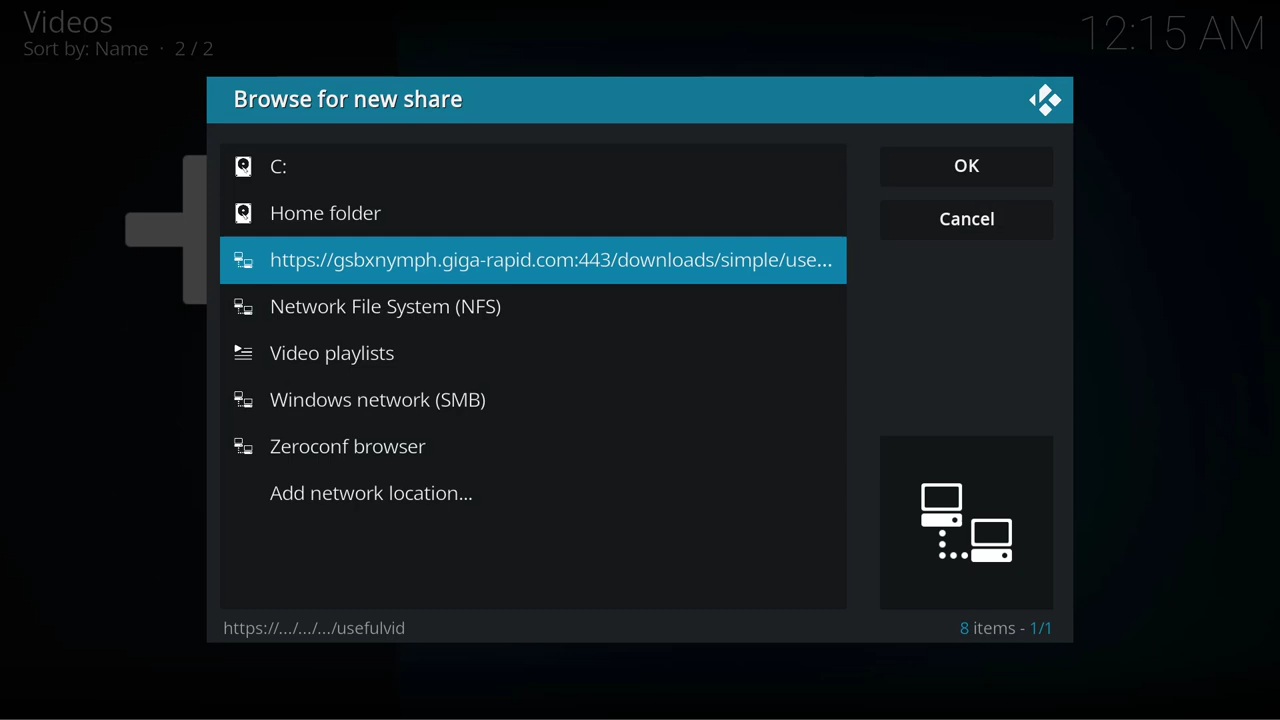 Videos
Sort by: Name · 2 / 2
12:15 AM
Browse for new share
C:
Home folder
https://gsbxnymph.giga-rapid.com:443/downloads/simple/use...
Network File System (NFS)
Video playlists
Windows network (SMB)
Zeroconf browser
Add network location...
OK
Cancel
https://.../.../.../usefulvid
8 items - 1/1